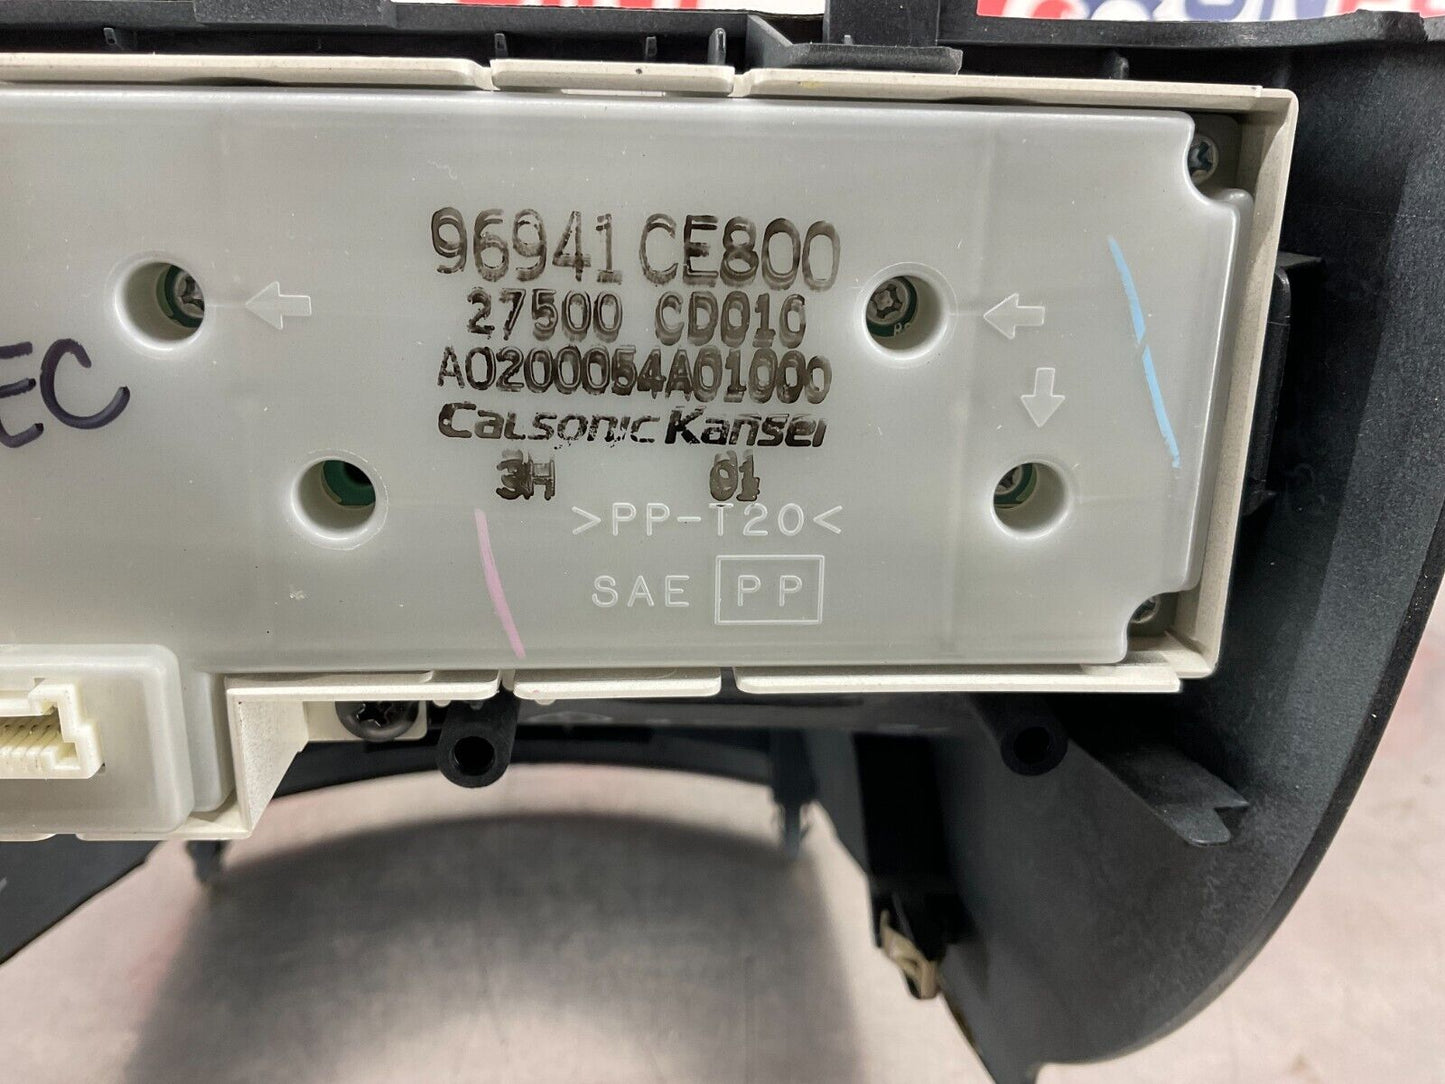 96941 CE800
27500 CD010
A0200054A01000
CALSONIC KANSEI
3H 01
>PP-T20<
SAE PP
EC